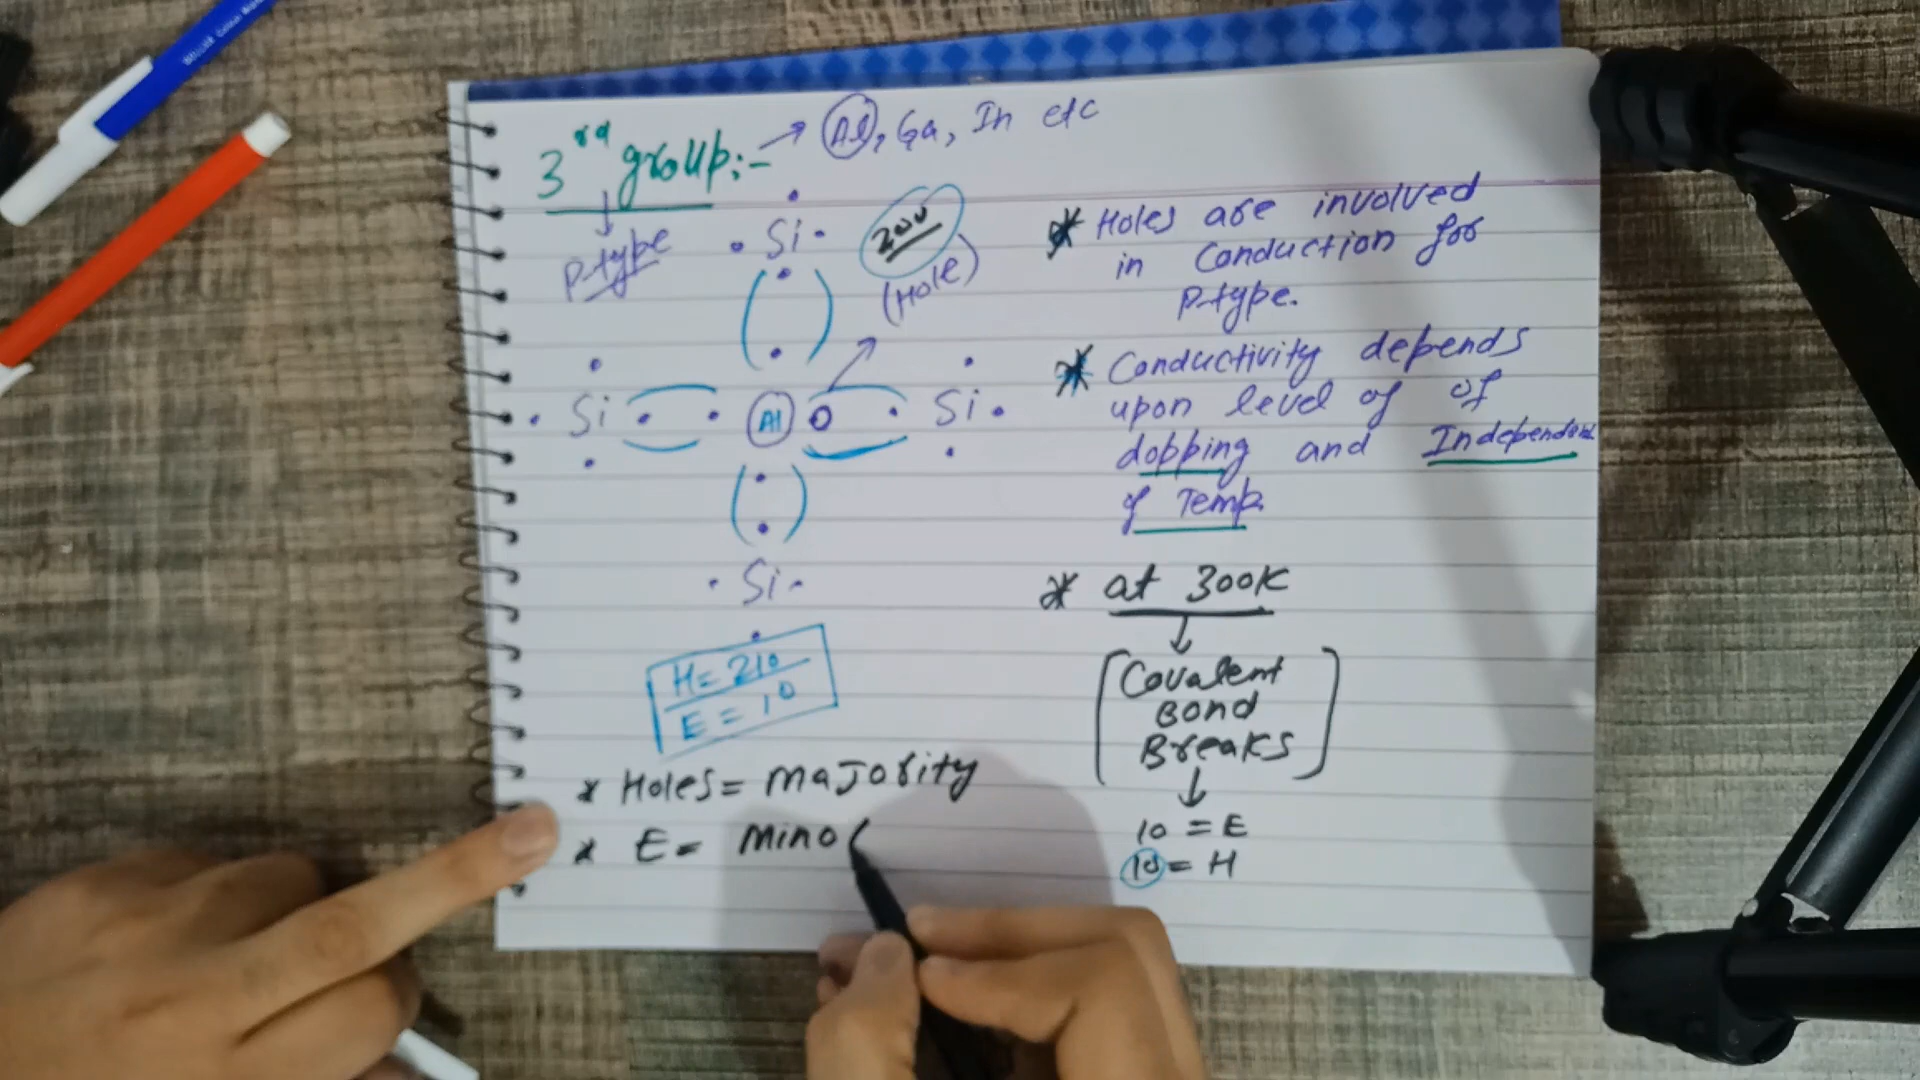 3rd group:- → Al, Ga, In etc
P-type
Si
200
(Hole)
Si Al O Si
Si
H = 210
E = 10
* Holes = Majority
* E = Minor
* Holes are involved
in Conduction for
P-type.
* Conductivity depends
upon level of of
dopping and Independent
of Temp.
* at 300K
Covalent
Bond
Breaks
10 = E
10 = H